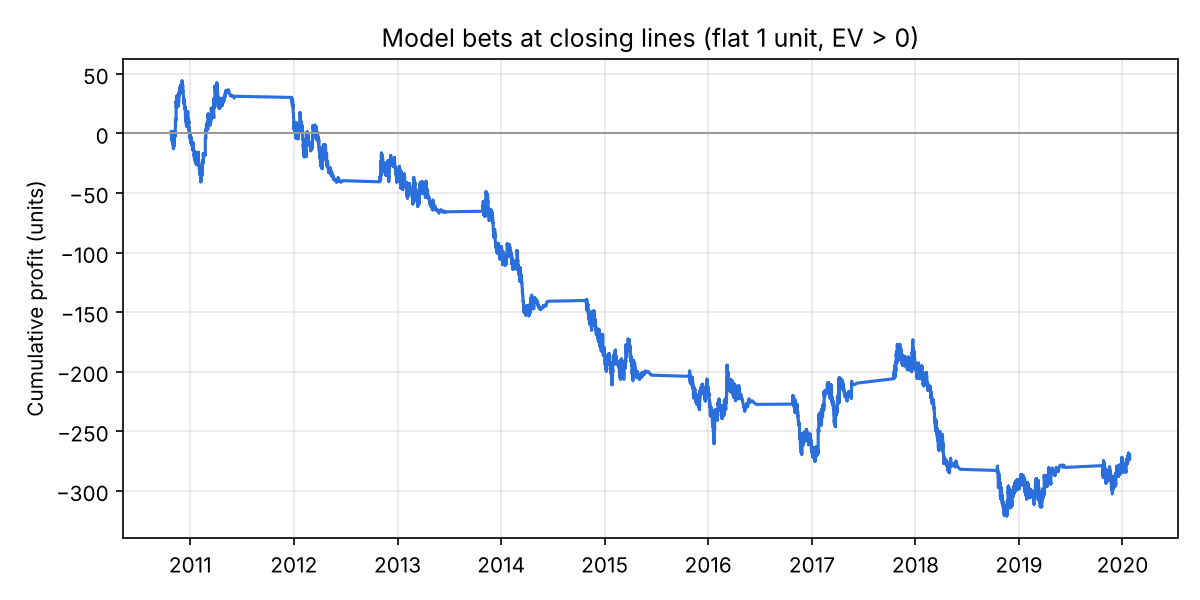 Model bets at closing lines (flat 1 unit, EV > 0)
Cumulative profit (units)
50
0
−50
−100
−150
−200
−250
−300
2011 2012 2013 2014 2015 2016 2017 2018 2019 2020